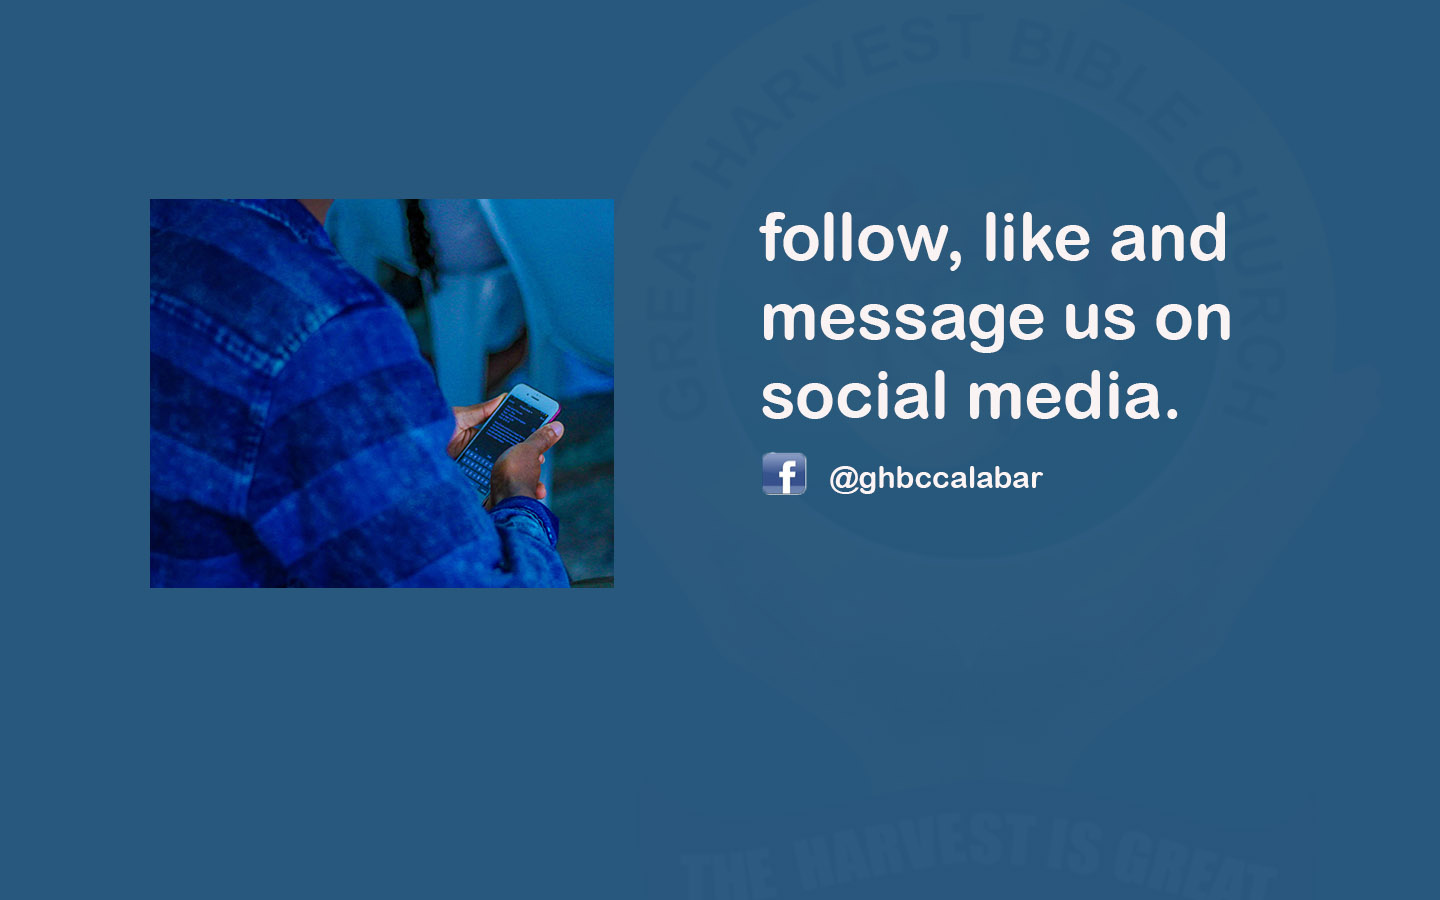 GREAT HARVEST BIBLE CHURCH
follow, like and
message us on
social media.
f
@ghbccalabar
THE HARVEST IS GREAT